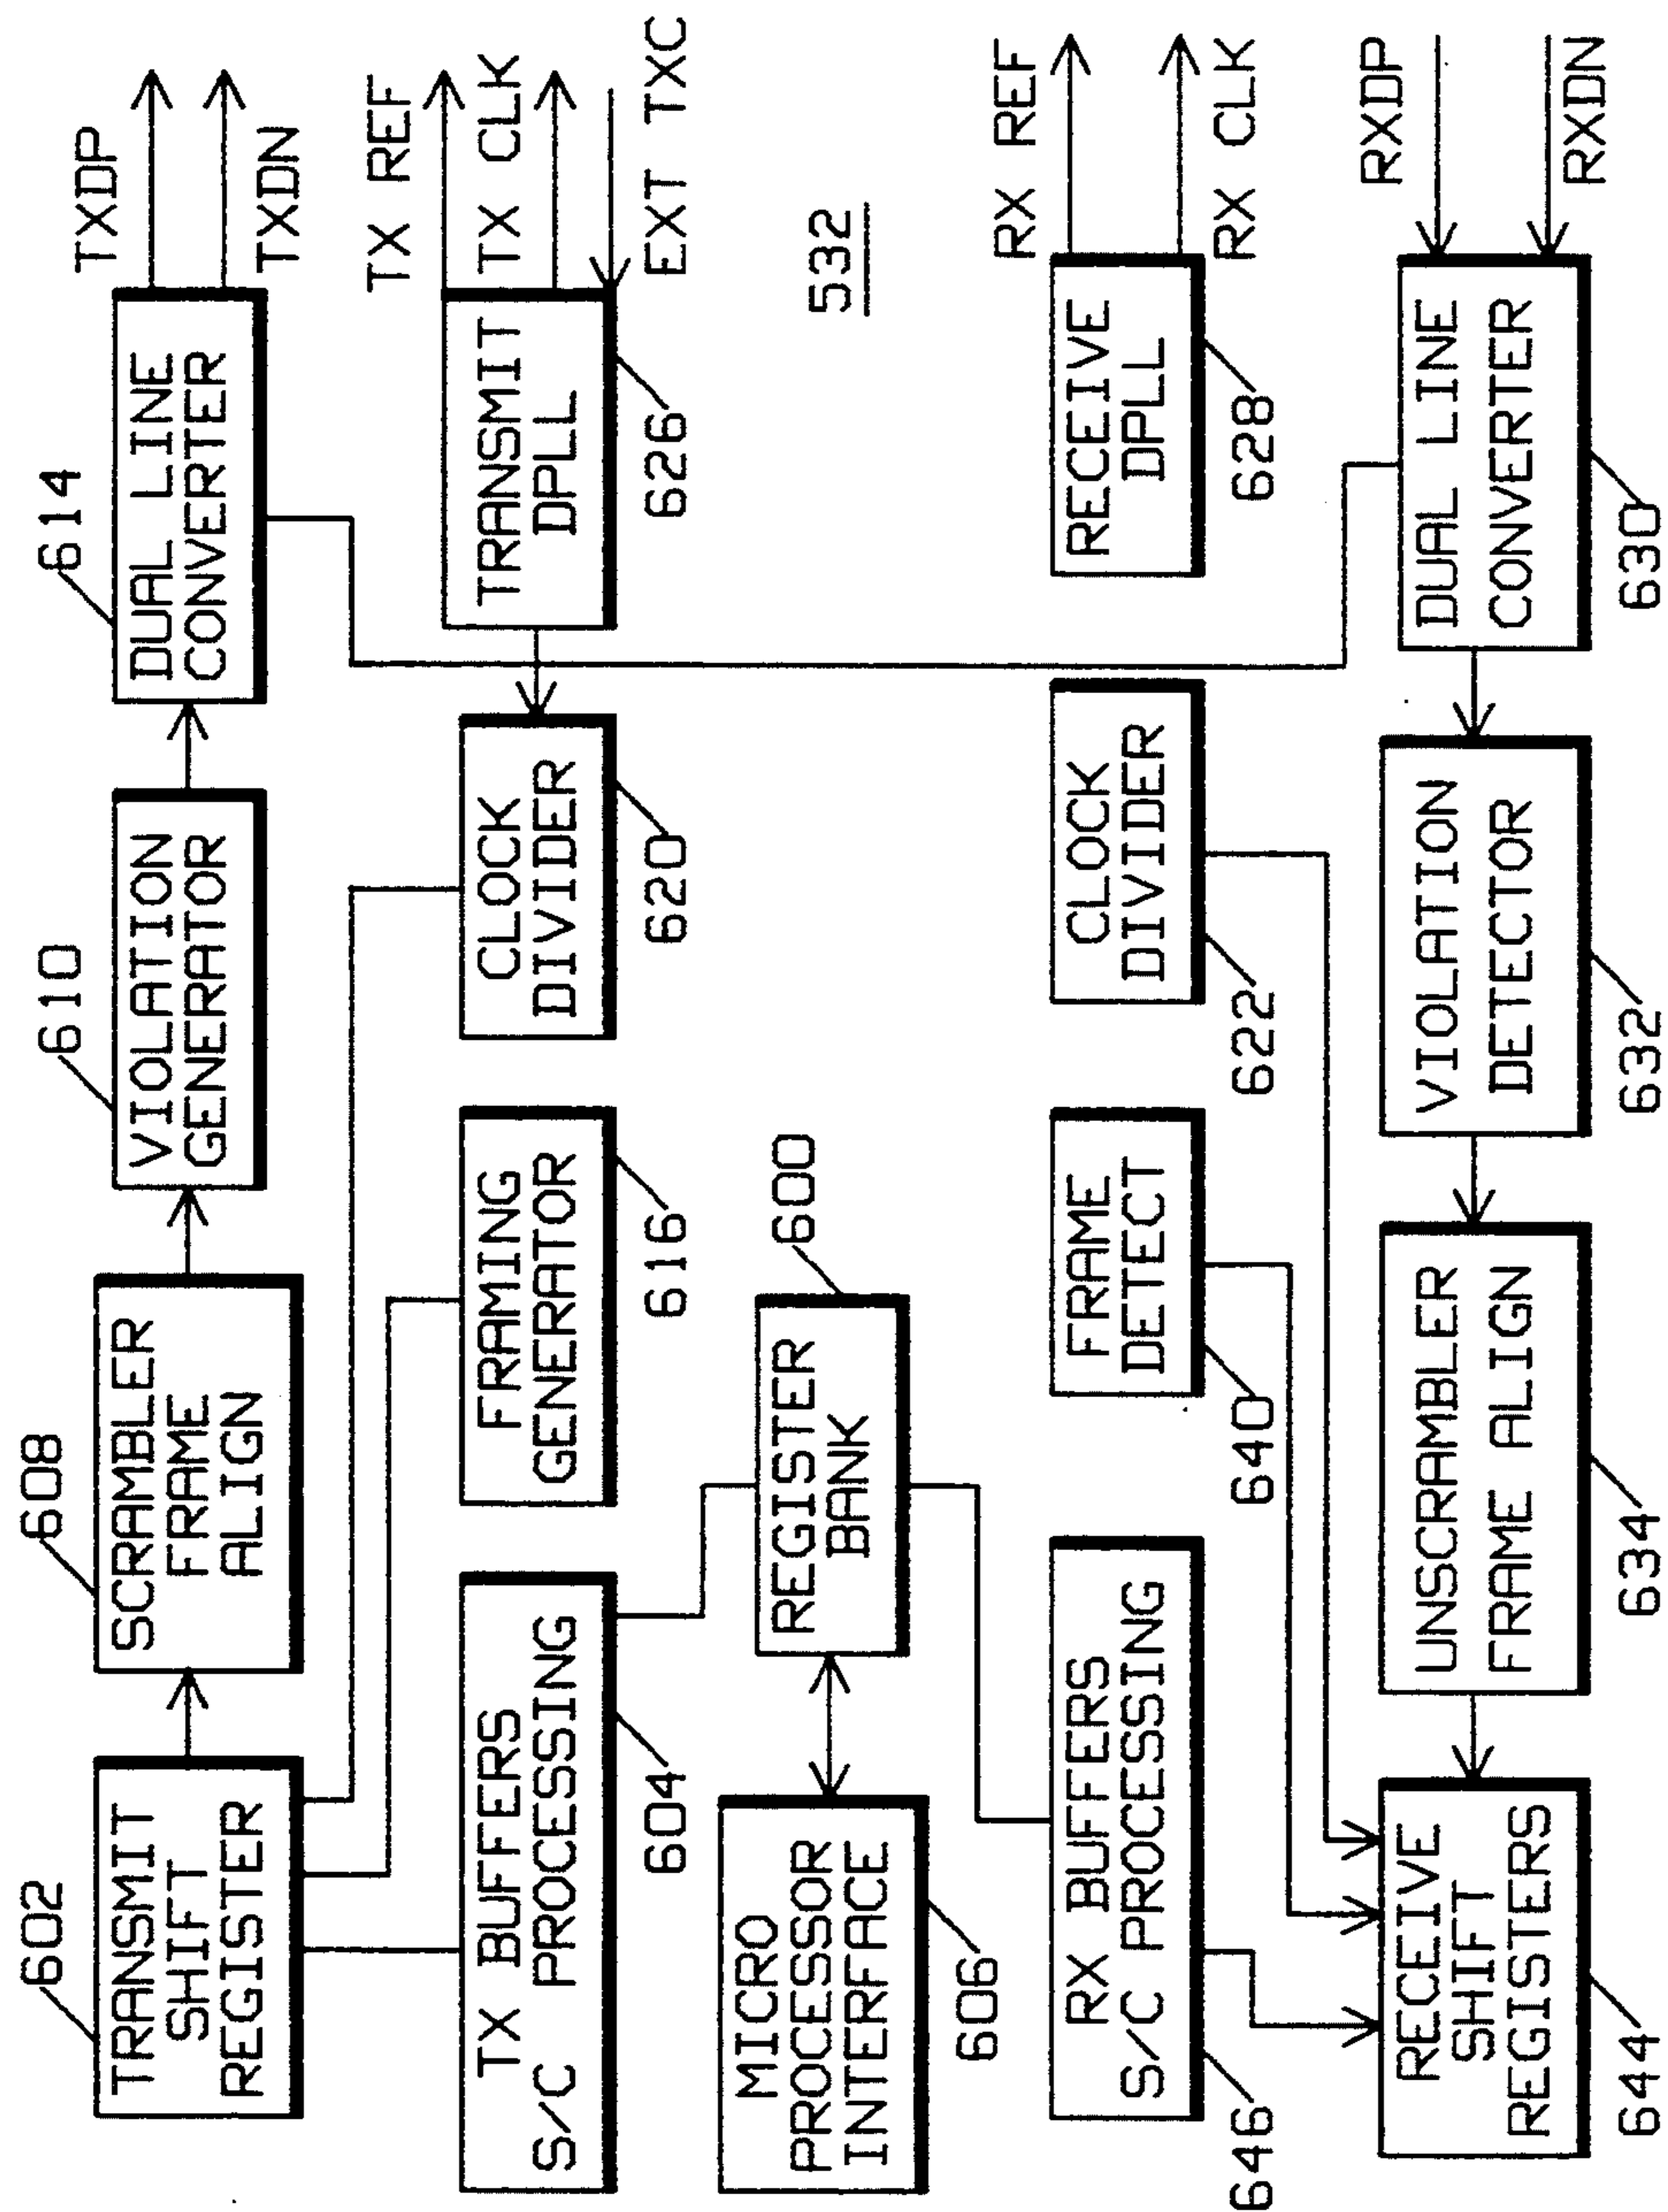 602
TRANSMIT
SHIFT
REGISTER
608
SCRAMBLER
FRAME
ALIGN
610
VIOLATION
GENERATOR
614
DUAL LINE
CONVERTER
TXDP
TXDN
TX BUFFERS
S/C PROCESSING
604
FRAMING
GENERATOR
616
CLOCK
DIVIDER
620
TRANSMIT
DPLL
626
TX REF
TX CLK
EXT TXC
MICRO
PROCESSOR
INTERFACE
606
REGISTER
BANK
600
532
RX BUFFERS
S/C PROCESSING
646
FRAME
DETECT
640
CLOCK
DIVIDER
622
RECEIVE
DPLL
628
RX REF
RX CLK
RECEIVE
SHIFT
REGISTERS
644
UNSCRAMBLER
FRAME ALIGN
634
VIOLATION
DETECTOR
632
DUAL LINE
CONVERTER
630
RXDP
RXDN